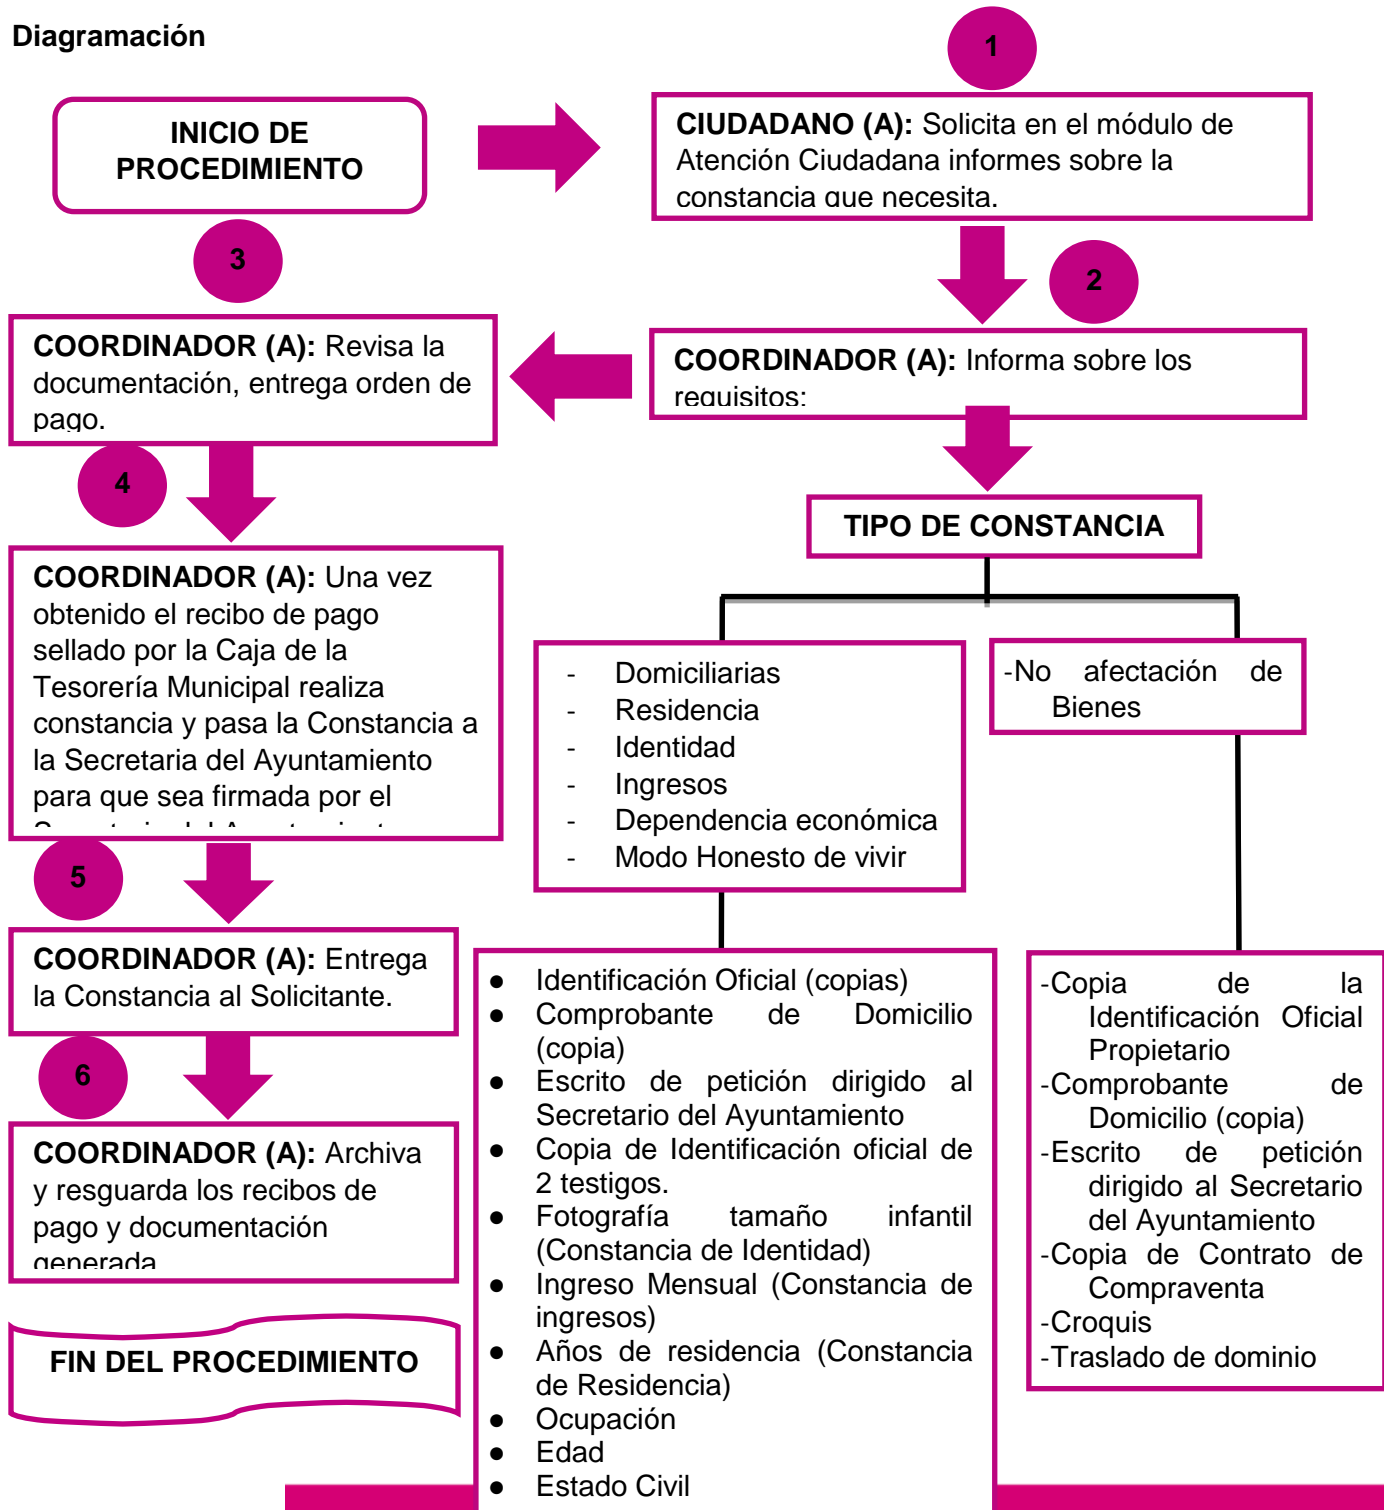 Diagramación
1
INICIO DE
PROCEDIMIENTO
CIUDADANO (A): Solicita en el módulo de
Atención Ciudadana informes sobre la
constancia que necesita.
2
COORDINADOR (A): Informa sobre los
requisitos:
3
COORDINADOR (A): Revisa la
documentación, entrega orden de
pago.
4
COORDINADOR (A): Una vez
obtenido el recibo de pago
sellado por la Caja de la
Tesorería Municipal realiza
constancia y pasa la Constancia a
la Secretaria del Ayuntamiento
para que sea firmada por el
5
COORDINADOR (A): Entrega
la Constancia al Solicitante.
6
COORDINADOR (A): Archiva
y resguarda los recibos de
pago y documentación
generada
FIN DEL PROCEDIMIENTO
TIPO DE CONSTANCIA
- Domiciliarias
- Residencia
- Identidad
- Ingresos
- Dependencia económica
- Modo Honesto de vivir
-No afectación de
Bienes
● Identificación Oficial (copias)
● Comprobante de Domicilio
(copia)
● Escrito de petición dirigido al
Secretario del Ayuntamiento
● Copia de Identificación oficial de
2 testigos.
● Fotografía tamaño infantil
(Constancia de Identidad)
● Ingreso Mensual (Constancia de
ingresos)
● Años de residencia (Constancia
de Residencia)
● Ocupación
● Edad
● Estado Civil
-Copia de la
Identificación Oficial
Propietario
-Comprobante de
Domicilio (copia)
-Escrito de petición
dirigido al Secretario
del Ayuntamiento
-Copia de Contrato de
Compraventa
-Croquis
-Traslado de dominio